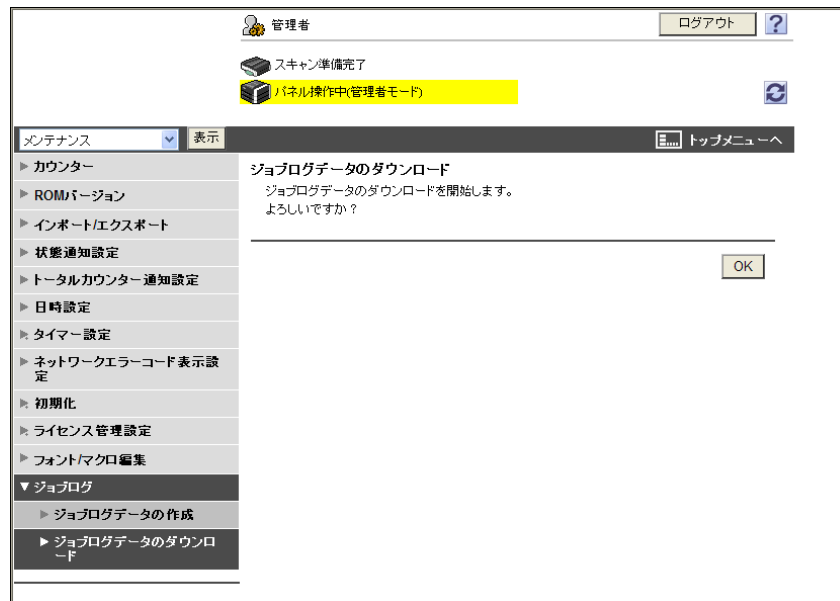 管理者
ログアウト
?
スキャン準備完了
パネル操作中(管理者モード)
メンテナンス
表示
トップメニューへ
カウンター
ROMバージョン
インポート/エクスポート
状態通知設定
トータルカウンター通知設定
日時設定
タイマー設定
ネットワークエラーコード表示設
定
初期化
ライセンス管理設定
フォント/マクロ編集
ジョブログ
ジョブログデータの作成
ジョブログデータのダウンロ
ード
ジョブログデータのダウンロード
ジョブログデータのダウンロードを開始します。
よろしいですか？
OK